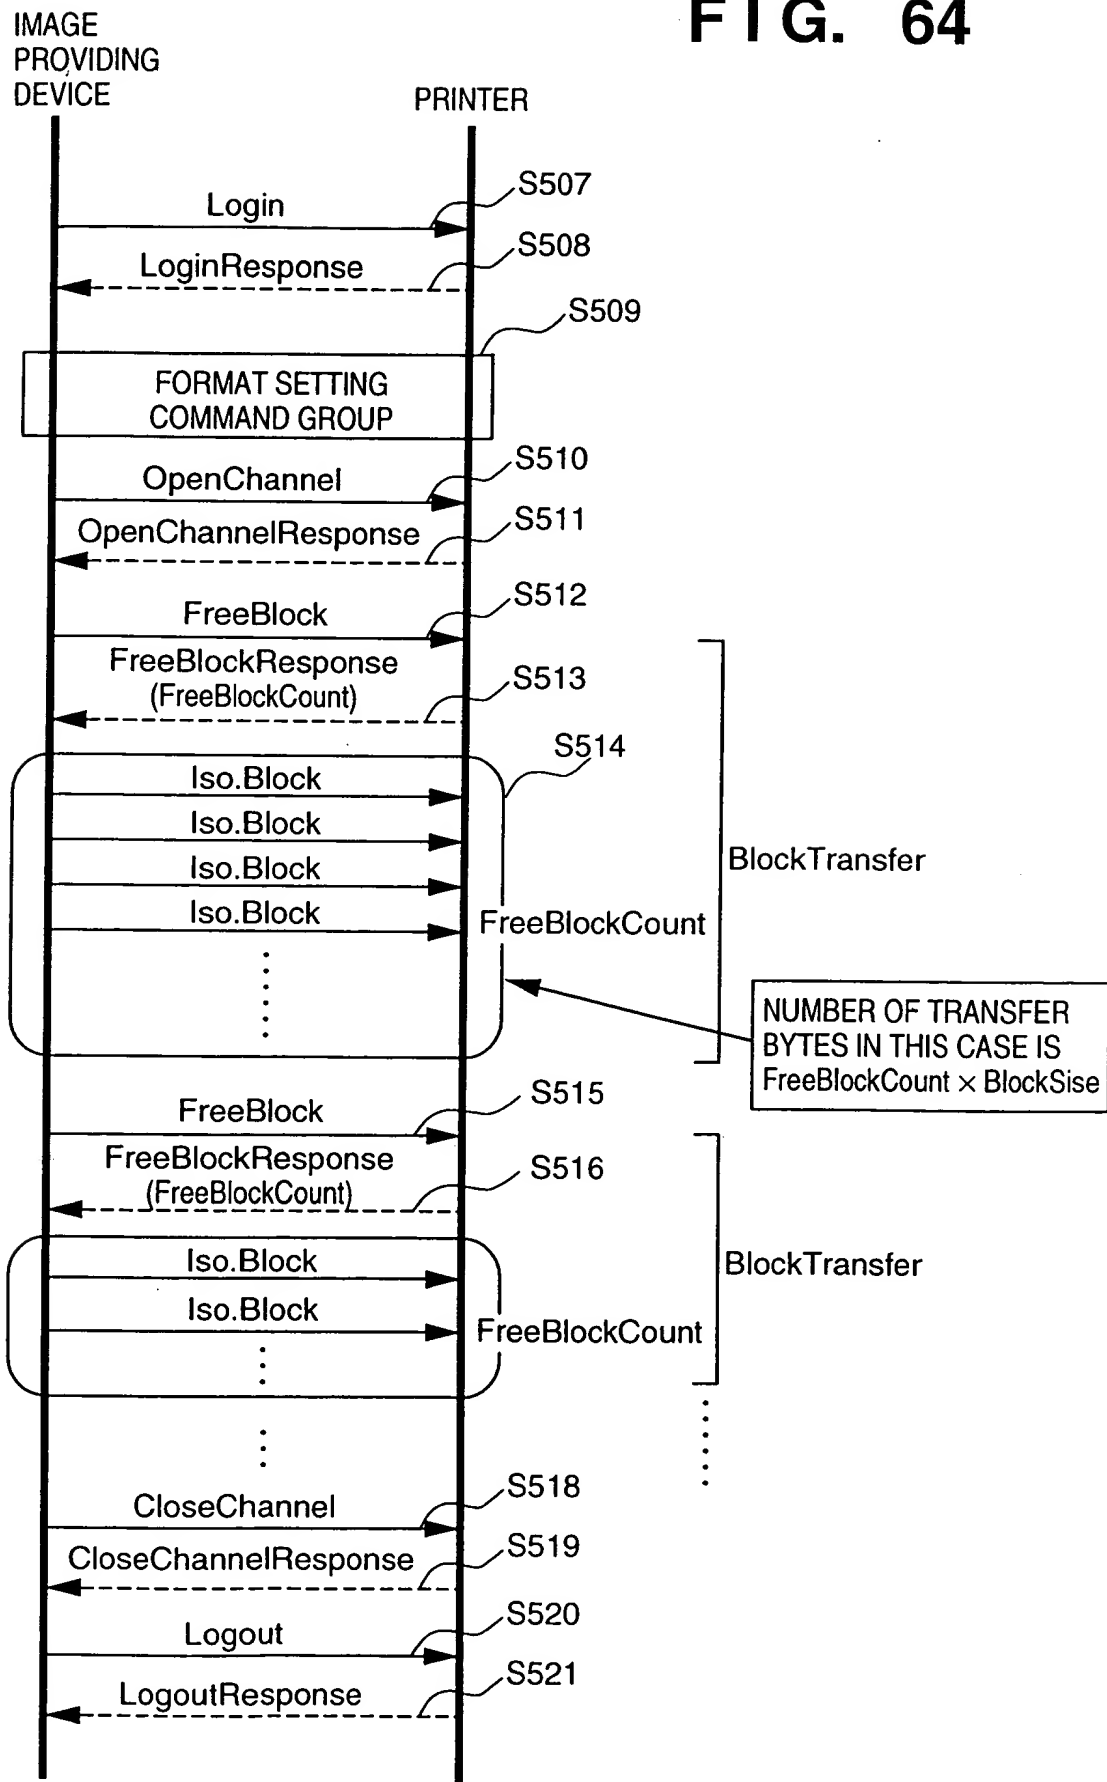 FIG. 64
IMAGE
PROVIDING
DEVICE
PRINTER
S507
Login
S508
LoginResponse
S509
FORMAT SETTING
COMMAND GROUP
S510
OpenChannel
S511
OpenChannelResponse
S512
FreeBlock
FreeBlockResponse
(FreeBlockCount)
S513
S514
Iso.Block
Iso.Block
Iso.Block
Iso.Block
BlockTransfer
FreeBlockCount
NUMBER OF TRANSFER
BYTES IN THIS CASE IS
FreeBlockCount × BlockSise
S515
FreeBlock
FreeBlockResponse
(FreeBlockCount)
S516
Iso.Block
Iso.Block
BlockTransfer
FreeBlockCount
S518
CloseChannel
S519
CloseChannelResponse
S520
Logout
S521
LogoutResponse